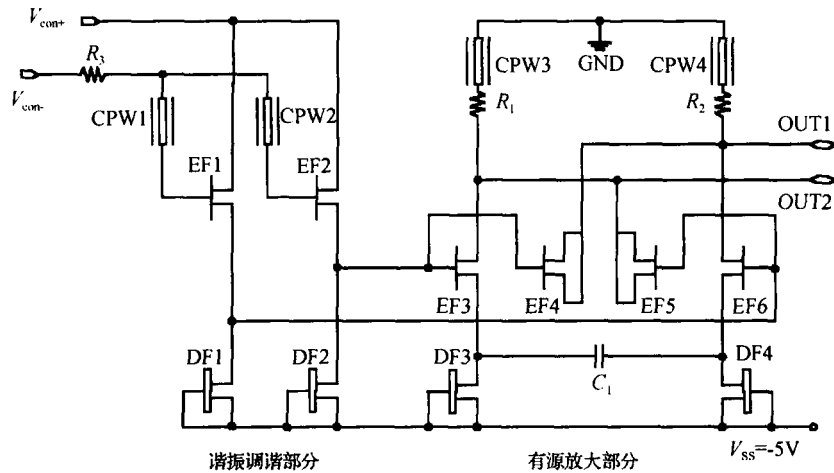 V_con+
R_3
V_con-
CPW1
CPW2
CPW3
GND
CPW4
R_1
R_2
OUT1
OUT2
EF1
EF2
EF3
EF4
EF5
EF6
DF1
DF2
DF3
C_1
DF4
V_SS=-5V
谐振调谐部分
有源放大部分